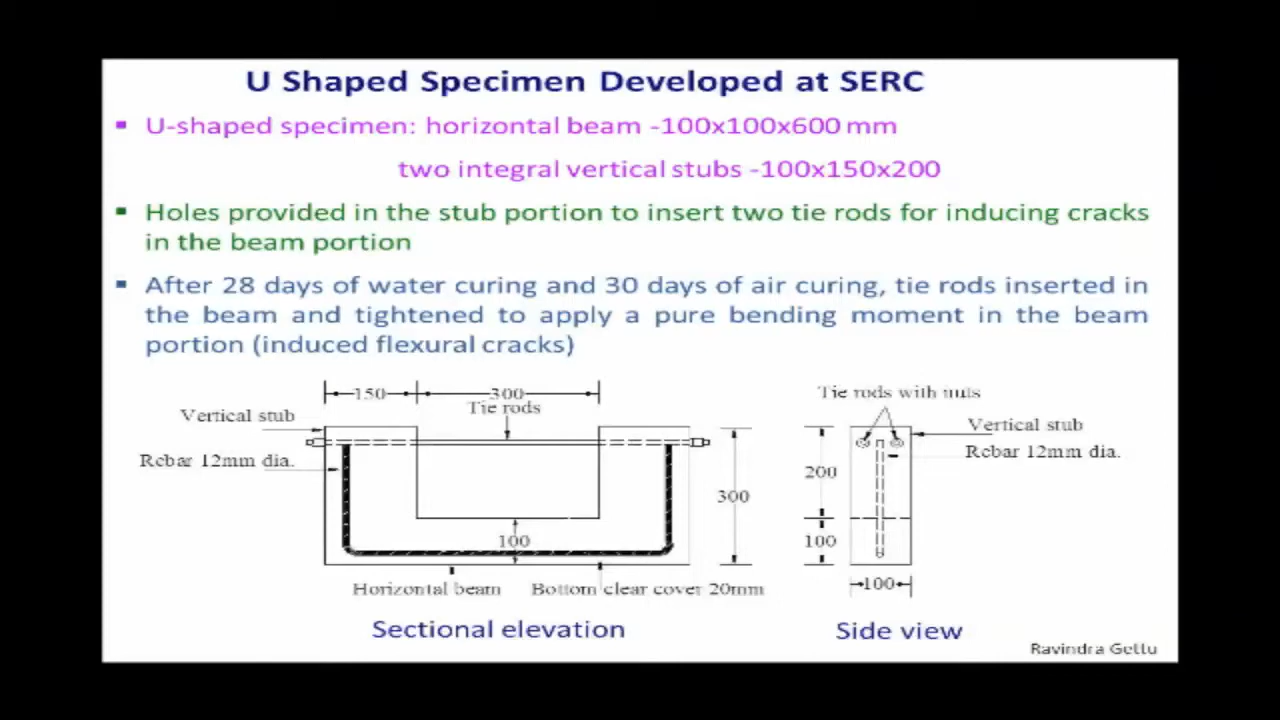 U Shaped Specimen Developed at SERC
▪ U-shaped specimen: horizontal beam -100x100x600 mm
two integral vertical stubs -100x150x200
▪ Holes provided in the stub portion to insert two tie rods for inducing cracks
in the beam portion
▪ After 28 days of water curing and 30 days of air curing, tie rods inserted in
the beam and tightened to apply a pure bending moment in the beam
portion (induced flexural cracks)
150 300
Tie rods
Vertical stub
Rebar 12mm dia.
300
100
Horizontal beam
Bottom clear cover 20mm
Sectional elevation
Tie rods with nuts
Vertical stub
Rebar 12mm dia.
200
100
100
Side view
Ravindra Gettu